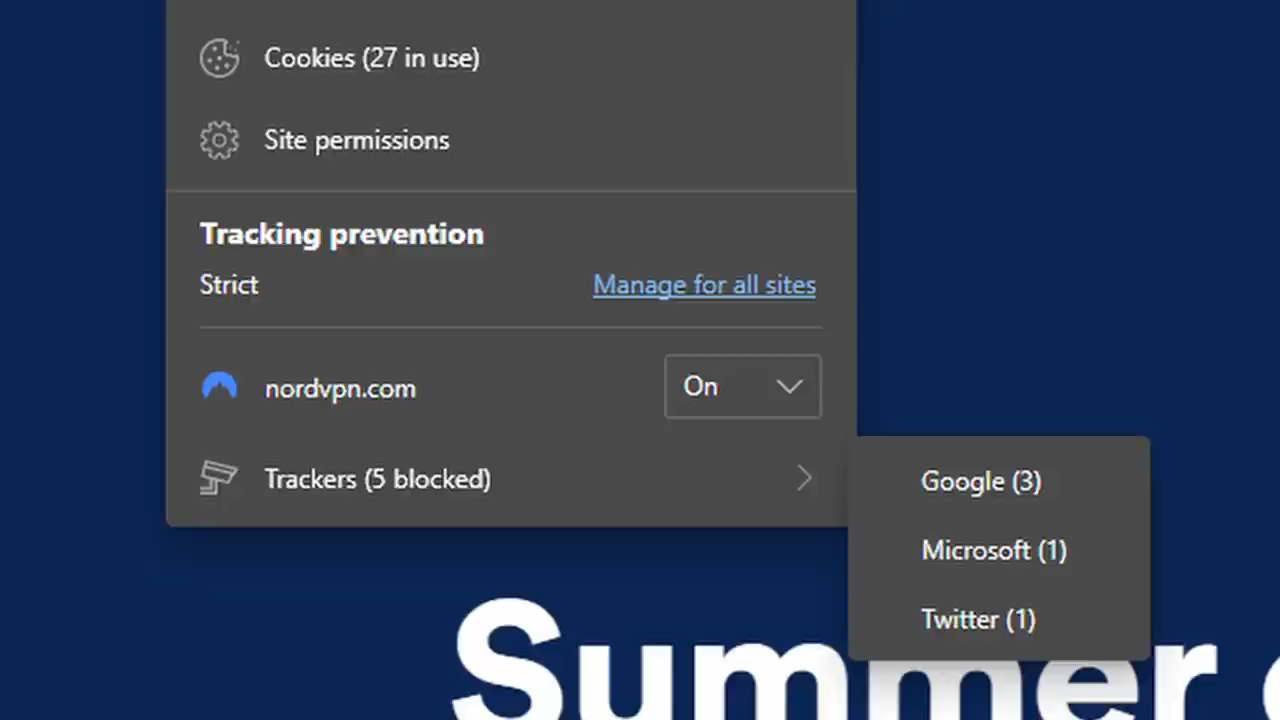 Cookies (27 in use)
Site permissions
Tracking prevention
Strict
Manage for all sites
nordvpn.com
On
Trackers (5 blocked)
Google (3)
Microsoft (1)
Twitter (1)
Summer